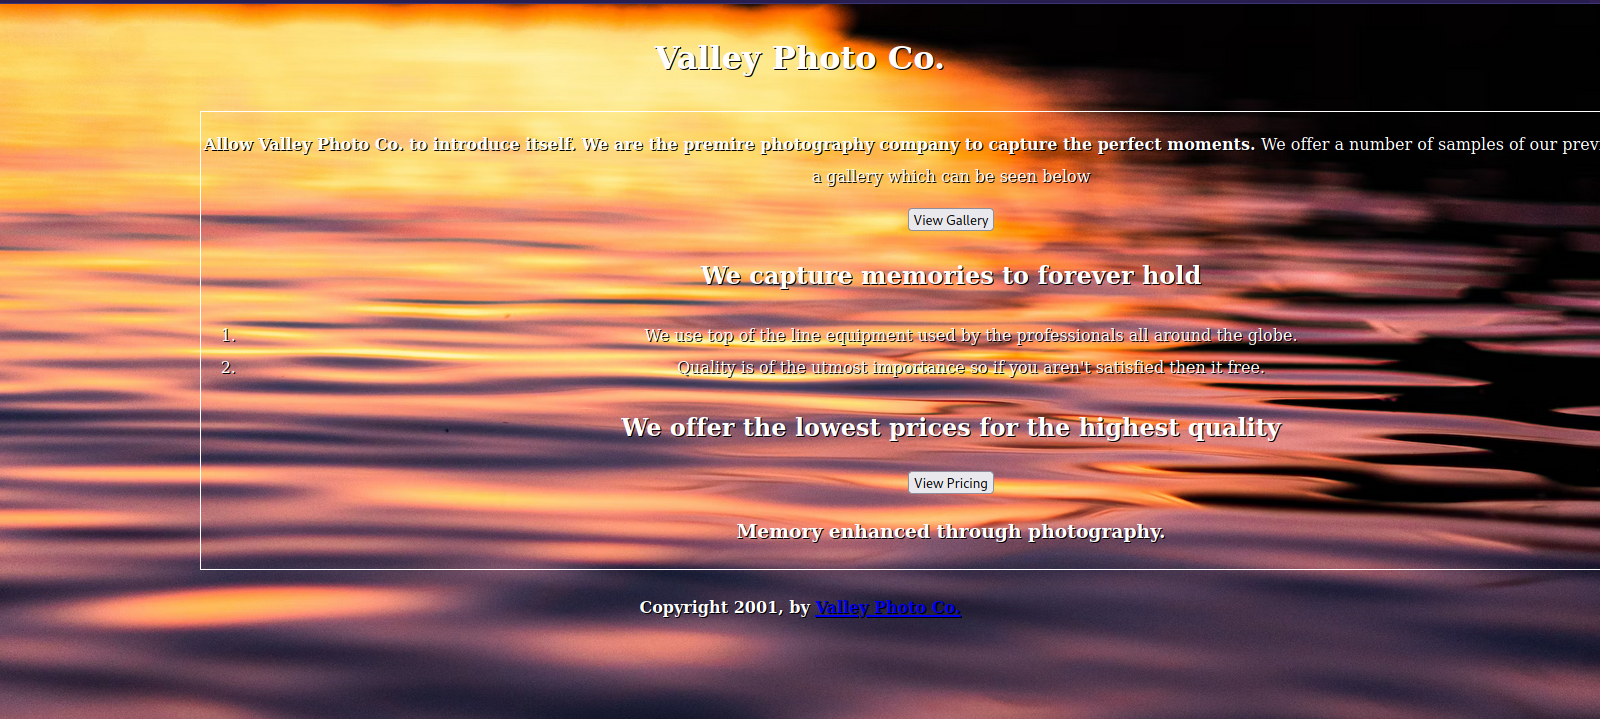 Valley Photo Co.
Allow Valley Photo Co. to introduce itself. We are the premire photography company to capture the perfect moments. We offer a number of samples of our
a gallery which can be seen below
View Gallery
We capture memories to forever hold
1. We use top of the line equipment used by the professionals all around the globe.
2. Quality is of the utmost importance so if you aren't satisfied then it free.
We offer the lowest prices for the highest quality
View Pricing
Memory enhanced through photography.
Copyright 2001, by Valley Photo Co.